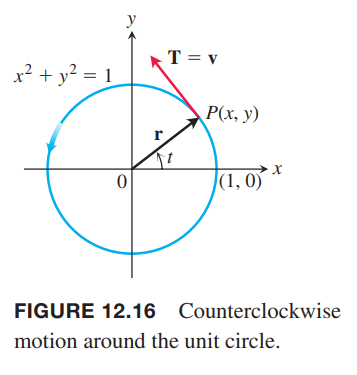 y
T = v
x² + y² = 1
P(x, y)
r
t
x
0
(1, 0)
FIGURE 12.16 Counterclockwise
motion around the unit circle.